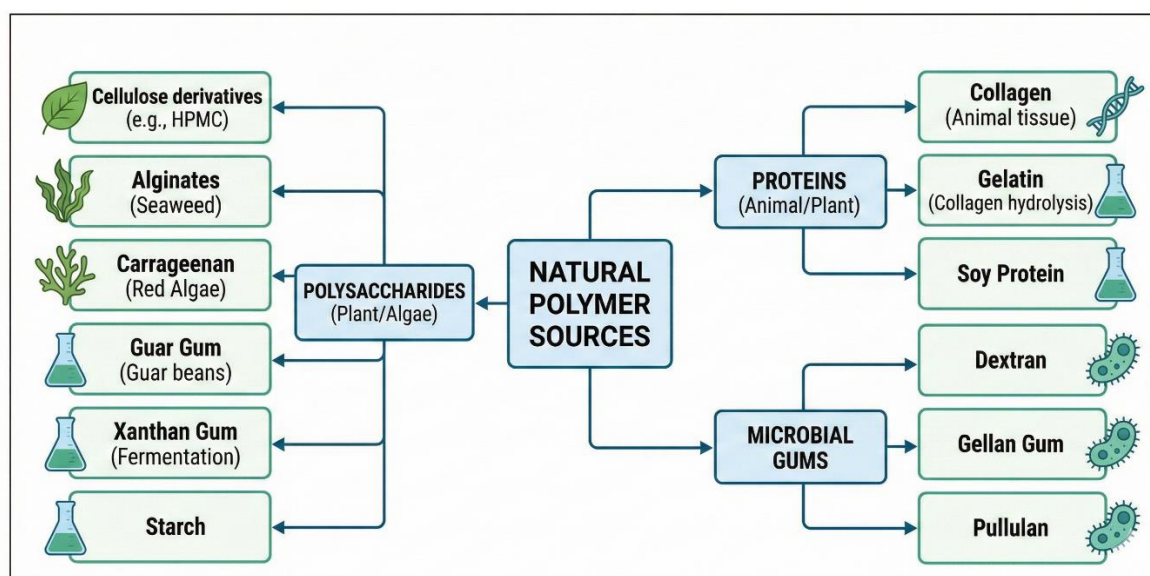 NATURAL
POLYMER
SOURCES
POLYSACCHARIDES
(Plant/Algae)
Cellulose derivatives
(e.g., HPMC)
Alginates
(Seaweed)
Carrageenan
(Red Algae)
Guar Gum
(Guar beans)
Xanthan Gum
(Fermentation)
Starch
PROTEINS
(Animal/Plant)
Collagen
(Animal tissue)
Gelatin
(Collagen hydrolysis)
Soy Protein
MICROBIAL
GUMS
Dextran
Gellan Gum
Pullulan